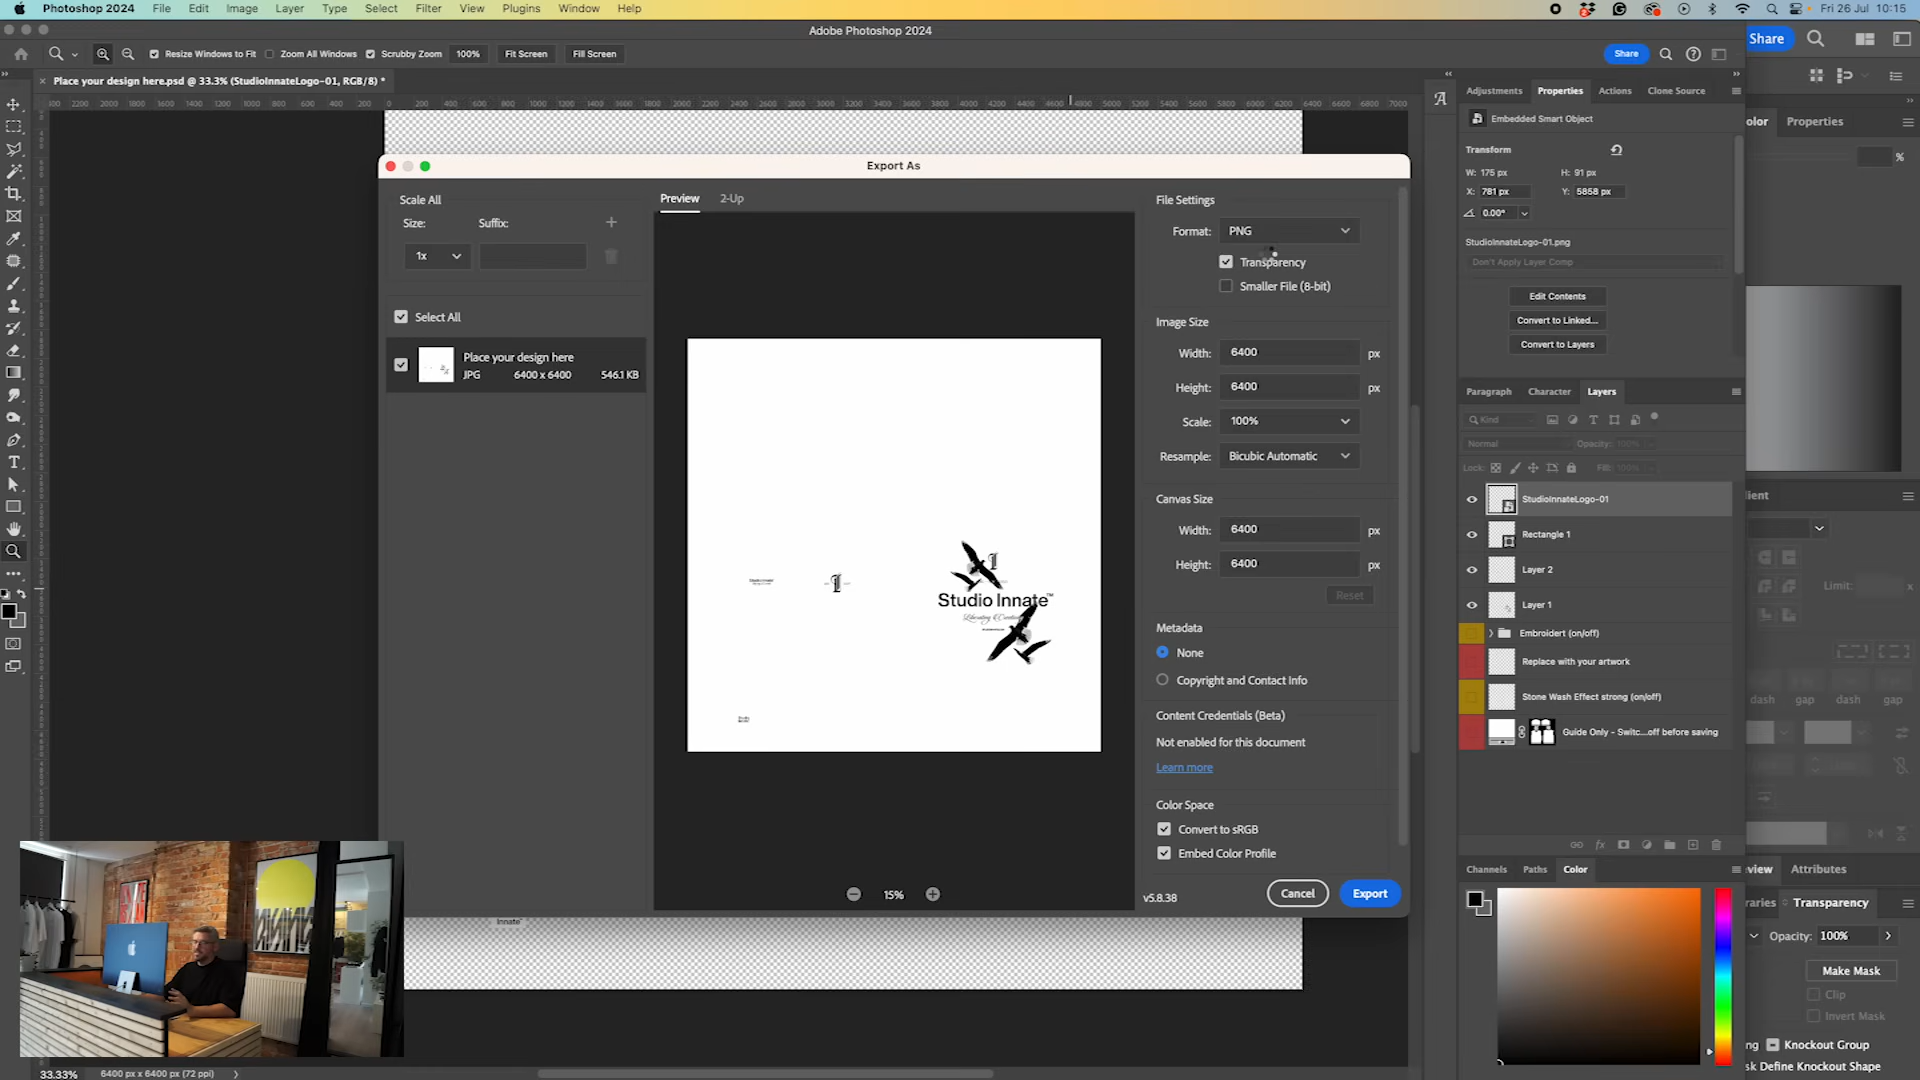 Photoshop 2024 File Edit Image Layer Type Select Filter View Plugins Window Help Fri 26 Jul 10:15
Adobe Photoshop 2024
Resize Windows to Fit Zoom All Windows Scrubby Zoom 100% Fit Screen Fill Screen Share
Share
Place your design here.psd @ 33.3% (StudioInnateLogo-01, RGB/8) *
Export As
Scale All
Size: Suffix:
1x
Select All
Place your design here
JPG 6400 x 6400 546.1 KB
Preview 2-Up
Studio Innate™
15%
File Settings
Format: PNG
Transparency
Smaller File (8-bit)
Image Size
Width: 6400 px
Height: 6400 px
Scale: 100%
Resample: Bicubic Automatic
Canvas Size
Width: 6400 px
Height: 6400 px
Reset
Metadata
None
Copyright and Contact Info
Content Credentials (Beta)
Not enabled for this document
Learn more
Color Space
Convert to sRGB
Embed Color Profile
v5.8.38 Cancel Export
Adjustments Properties Actions Clone Source
Embedded Smart Object
Transform
W: 175 px H: 91 px
X: 781 px Y: 5858 px
0.00°
StudioInnateLogo-01.png
Don't Apply Layer Comp
Edit Contents
Convert to Linked...
Convert to Layers
Paragraph Character Layers
Kind
Normal Opacity: 100%
Lock: Fill: 100%
StudioInnateLogo-01
Rectangle 1
Layer 2
Layer 1
Embroidert (on/off)
Replace with your artwork
Stone Wash Effect strong (on/off)
Guide Only - Switc...off before saving
Channels Paths Color
olor Properties
%
lient
Limit: x
dash gap dash gap
view Attributes
raries Transparency
Opacity: 100%
Make Mask
Clip
Invert Mask
ng Knockout Group
sk Define Knockout Shape
Innate™
33.33% 6400 px x 6400 px (72 ppi)